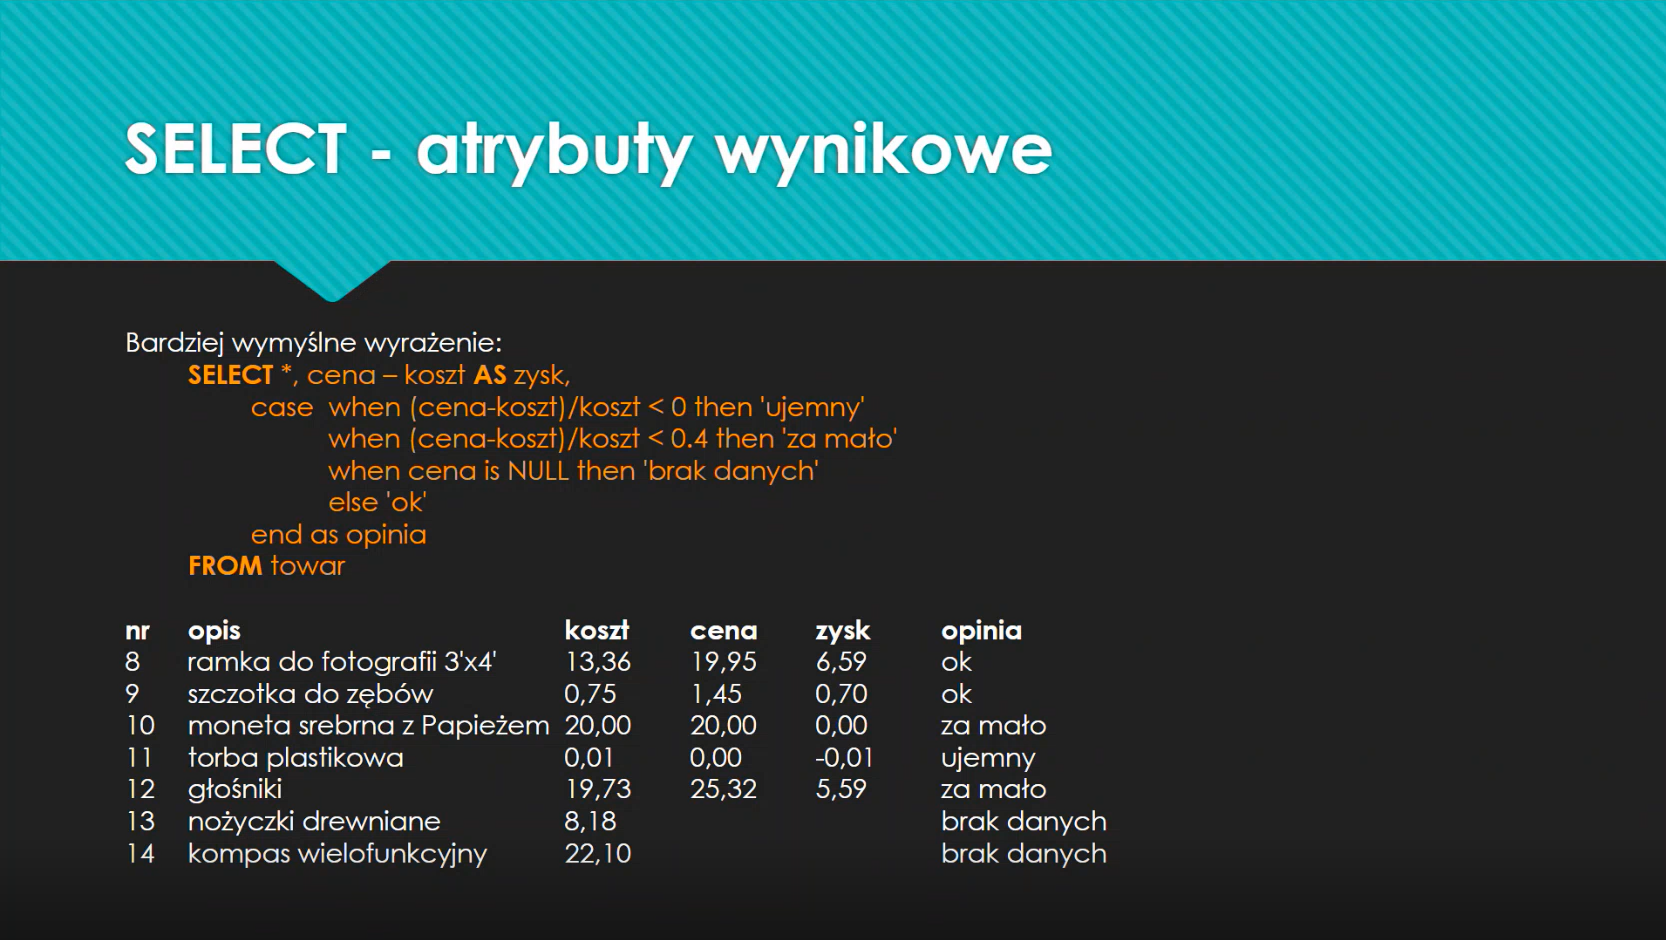 SELECT - atrybuty wynikowe
Bardziej wymyślne wyrażenie:
SELECT *, cena – koszt AS zysk,
case when (cena-koszt)/koszt < 0 then 'ujemny'
when (cena-koszt)/koszt < 0.4 then 'za mało'
when cena is NULL then 'brak danych'
else 'ok'
end as opinia
FROM towar
nr opis koszt cena zysk opinia
8 ramka do fotografii 3'x4' 13,36 19,95 6,59 ok
9 szczotka do zębów 0,75 1,45 0,70 ok
10 moneta srebrna z Papieżem 20,00 20,00 0,00 za mało
11 torba plastikowa 0,01 0,00 -0,01 ujemny
12 głośniki 19,73 25,32 5,59 za mało
13 nożyczki drewniane 8,18 brak danych
14 kompas wielofunkcyjny 22,10 brak danych